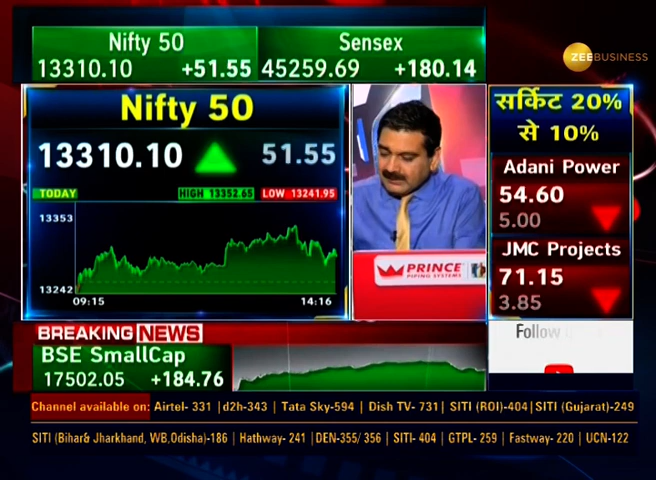 Nifty 50 Sensex
13310.10 +51.55 45259.69 +180.14
ZEE BUSINESS
Nifty 50
13310.10 51.55
TODAY HIGH 13352.65 LOW 13241.95
13353
13242
09:15 14:16
PRINCE
PIPING SYSTEMS
सर्किट 20%
से 10%
Adani Power
54.60
5.00
JMC Projects
71.15
3.85
Follow
BREAKING NEWS
BSE SmallCap
17502.05 +184.76
Channel available on: Airtel- 331 | d2h-343 | Tata Sky-594 | Dish TV- 731 | SITI (ROI)-404 | SITI (Gujarat)-249
SITI (Bihar& Jharkhand, WB,Odisha)-186 | Hathway- 241 | DEN-355/ 356 | SITI- 404 | GTPL- 259 | Fastway- 220 | UCN-122